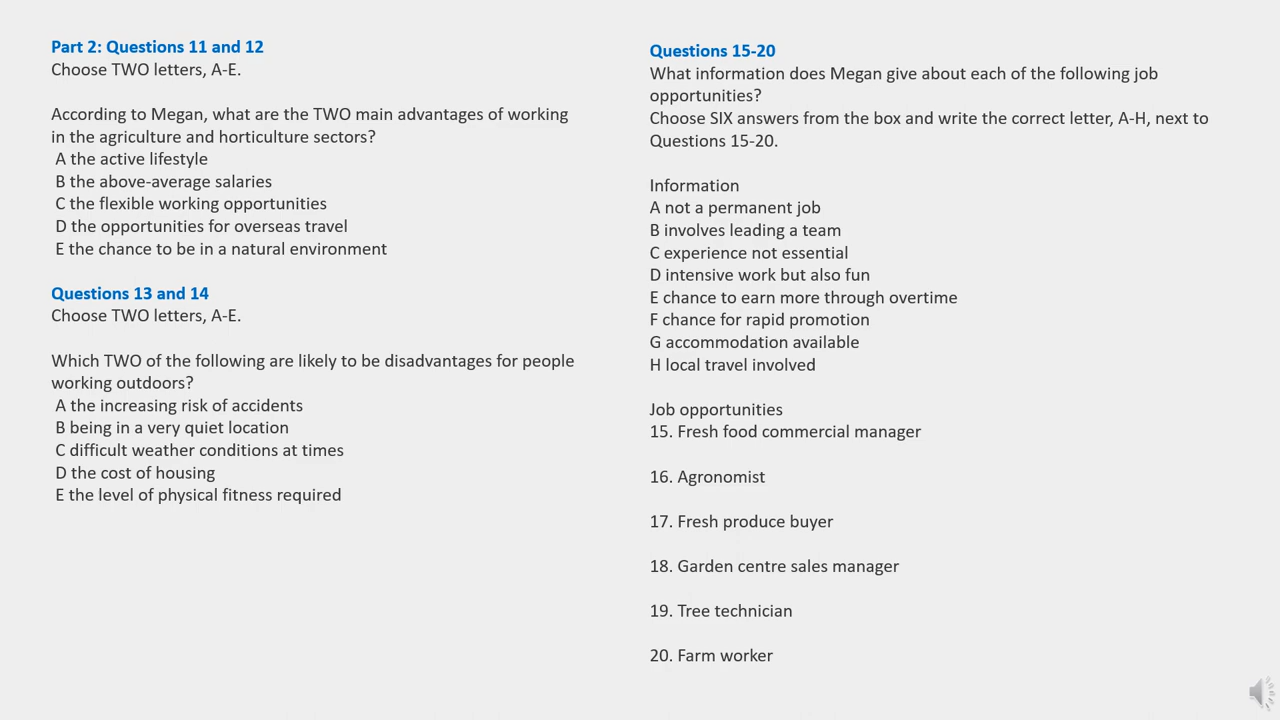 Part 2: Questions 11 and 12
Choose TWO letters, A-E.
According to Megan, what are the TWO main advantages of working
in the agriculture and horticulture sectors?
A the active lifestyle
B the above-average salaries
C the flexible working opportunities
D the opportunities for overseas travel
E the chance to be in a natural environment
Questions 13 and 14
Choose TWO letters, A-E.
Which TWO of the following are likely to be disadvantages for people
working outdoors?
A the increasing risk of accidents
B being in a very quiet location
C difficult weather conditions at times
D the cost of housing
E the level of physical fitness required
Questions 15-20
What information does Megan give about each of the following job
opportunities?
Choose SIX answers from the box and write the correct letter, A-H, next to
Questions 15-20.
Information
A not a permanent job
B involves leading a team
C experience not essential
D intensive work but also fun
E chance to earn more through overtime
F chance for rapid promotion
G accommodation available
H local travel involved
Job opportunities
15. Fresh food commercial manager
16. Agronomist
17. Fresh produce buyer
18. Garden centre sales manager
19. Tree technician
20. Farm worker